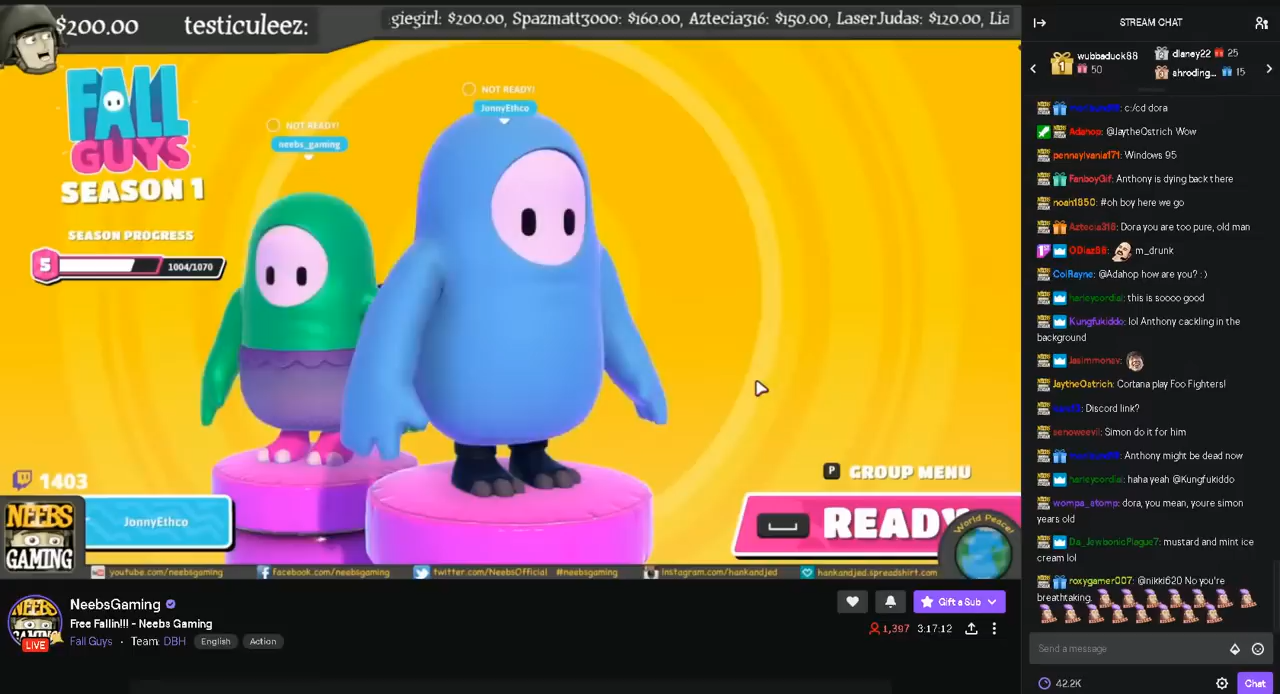 $200.00
testiculeez:
giegirl: $200.00, Spazmatt3000: $160.00, Aztecia316: $150.00, LaserJudas: $120.00, Lia
FALL
GUYS
SEASON 1
SEASON PROGRESS
5
1004/1070
NOT READY!
neebs_gaming
NOT READY!
JonnyEthco
1403
NEEBS
GAMING
JonnyEthco
P GROUP MENU
READY
World Peace!
youtube.com/neebsgaming
facebook.com/neebsgaming
twitter.com/NeebsOfficial #neebsgaming
Instagram.com/hankandjed
hankandjed.spreadshirt.com
NeebsGaming
Free Fallin!!! - Neebs Gaming
Fall Guys · Team: DBH English Action
LIVE
Gift a Sub
1,397 3:17:12
STREAM CHAT
1 wubbaduck88
50
dlaney22 25
ahroding... 15
c:/cd dora
Adahop: @JaytheOstrich Wow
pennsylvania171: Windows 95
FanboyGif: Anthony is dying back there
noah1850: #oh boy here we go
Aztecia316: Dora you are too pure, old man
ODiaz86: m_drunk
ColRayne: @Adahop how are you? :)
harleycordial: this is soooo good
Kungfukiddo: lol Anthony cackling in the
background
Jasimmonsv:
JaytheOstrich: Cortana play Foo Fighters!
Discord link?
senoweevil: Simon do it for him
Anthony might be dead now
harleycordial: haha yeah @Kungfukiddo
wompa_stomp: dora, you mean, youre simon
years old
Da_JewbonicPlague7: mustard and mint ice
cream lol
roxygamer007: @nikki620 No you're
breathtaking.
Send a message
42.2K
Chat